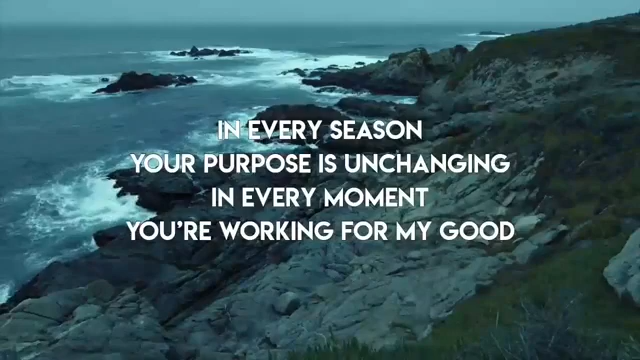 IN EVERY SEASON
YOUR PURPOSE IS UNCHANGING
IN EVERY MOMENT
YOU'RE WORKING FOR MY GOOD